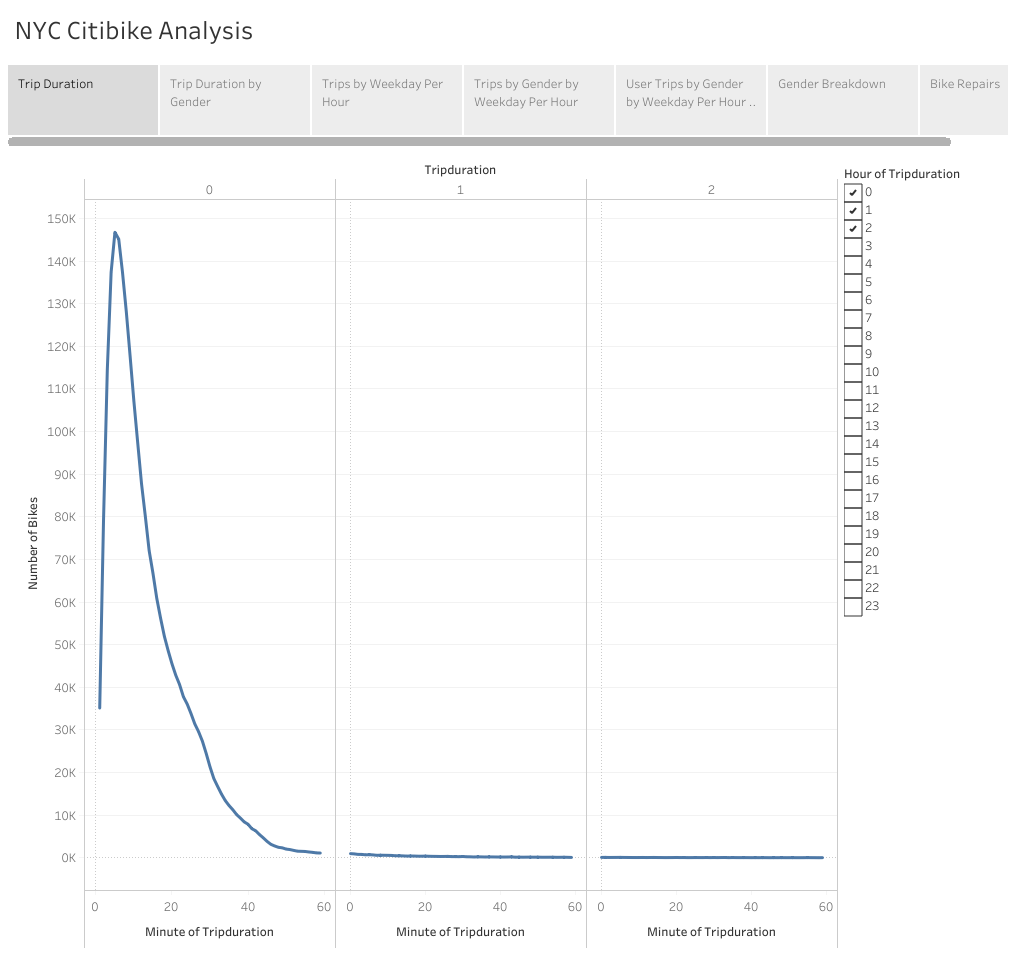 NYC Citibike Analysis
Trip Duration
Trip Duration by
Gender
Trips by Weekday Per
Hour
Trips by Gender by
Weekday Per Hour
User Trips by Gender
by Weekday Per Hour ..
Gender Breakdown
Bike Repairs
Tripduration
0
1
2
150K
140K
130K
120K
110K
100K
90K
80K
70K
60K
50K
40K
30K
20K
10K
0K
Number of Bikes
0 20 40 60
0 20 40 60
0 20 40 60
Minute of Tripduration
Minute of Tripduration
Minute of Tripduration
Hour of Tripduration
0
1
2
3
4
5
6
7
8
9
10
11
12
13
14
15
16
17
18
19
20
21
22
23